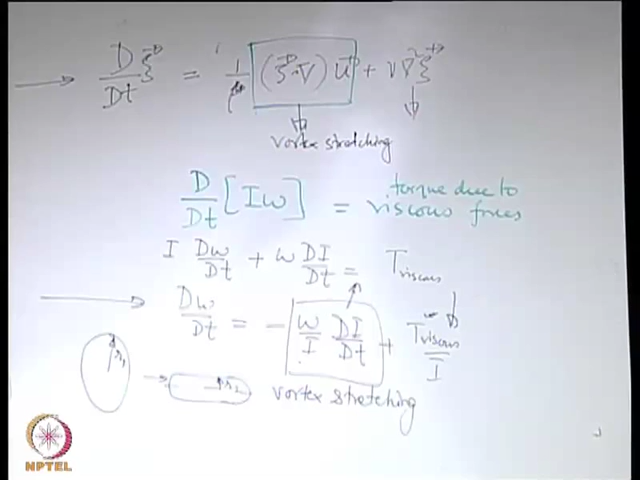 D/Dt ξ⃗ = 1/ρ (ξ⃗·∇) u⃗ + ν∇²ξ⃗
vortex stretching
D/Dt [Iω] = torque due to viscous forces
I Dω/Dt + ω DI/Dt = Tviscous
Dω/Dt = - ω/I DI/Dt + Tviscous/I
r₁ → r₂ vortex stretching
NPTEL